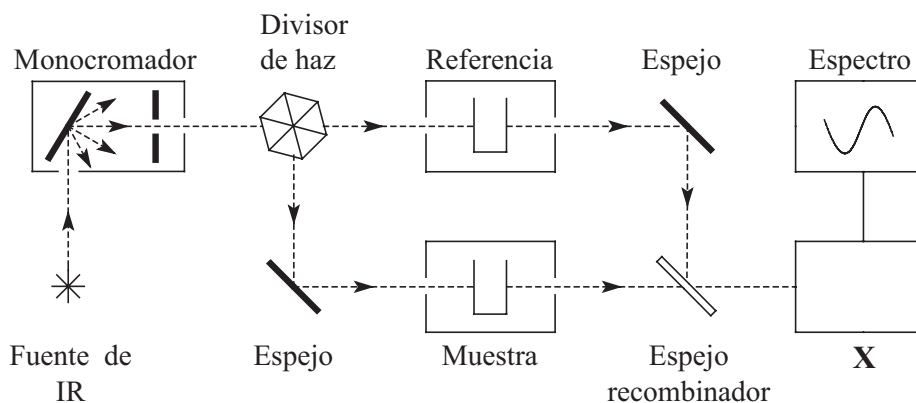 Monocromador
Divisor
de haz
Referencia
Espejo
Espectro
Fuente de
IR
Espejo
Muestra
Espejo
recombinador
X